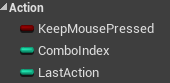 Action
KeepMousePressed
ComboIndex
LastAction